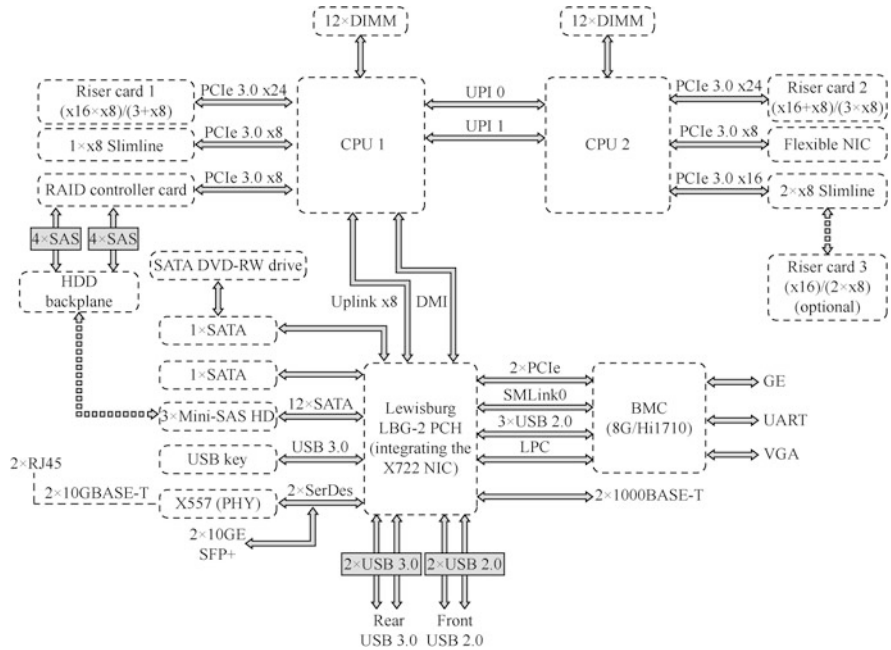 12×DIMM
12×DIMM
Riser card 1
(x16×x8)/(3+x8)
PCIe 3.0 x24
1×x8 Slimline
PCIe 3.0 x8
RAID controller card
PCIe 3.0 x8
CPU 1
UPI 0
UPI 1
CPU 2
PCIe 3.0 x24
Riser card 2
(x16+x8)/(3×x8)
PCIe 3.0 x8
Flexible NIC
PCIe 3.0 x16
2×x8 Slimline
Riser card 3
(x16)/(2×x8)
(optional)
4×SAS
4×SAS
HDD
backplane
SATA DVD-RW drive
Uplink x8
DMI
1×SATA
1×SATA
3×Mini-SAS HD
12×SATA
USB key
USB 3.0
2×RJ45
2×10GBASE-T
X557 (PHY)
2×SerDes
2×10GE
SFP+
Lewisburg
LBG-2 PCH
(integrating the
X722 NIC)
2×PCIe
SMLink0
3×USB 2.0
LPC
BMC
(8G/Hi1710)
GE
UART
VGA
2×1000BASE-T
2×USB 3.0
2×USB 2.0
Rear
USB 3.0
Front
USB 2.0